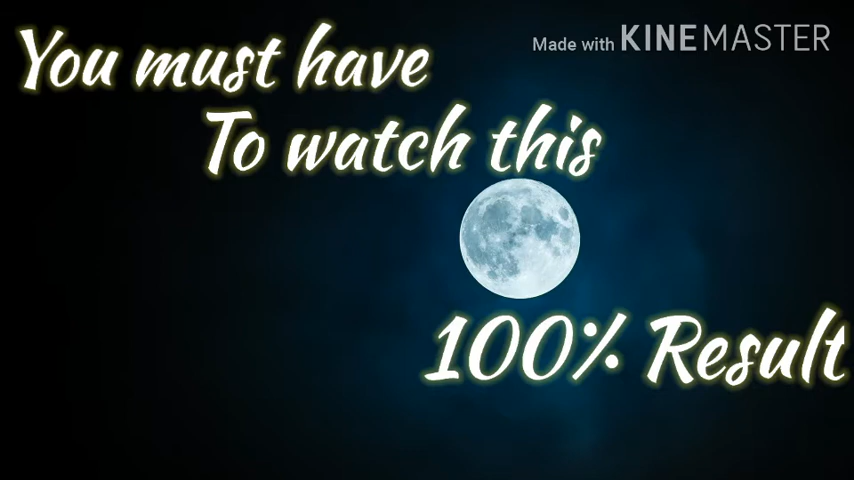 Made with KINEMASTER
You must have
To watch this
100% Result